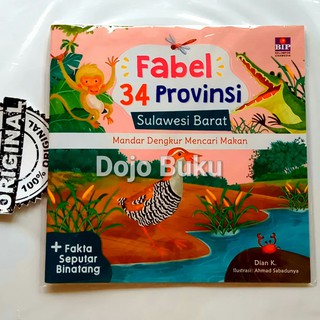 BIP
Fabel
34 Provinsi
Sulawesi Barat
Mandar Dengkur Mencari Makan
Dojo Buku
ORIGINAL
100% ORIGINAL
+ Fakta
Seputar
Binatang
Dian K.
Ilustrasi: Ahmad Sabadunya